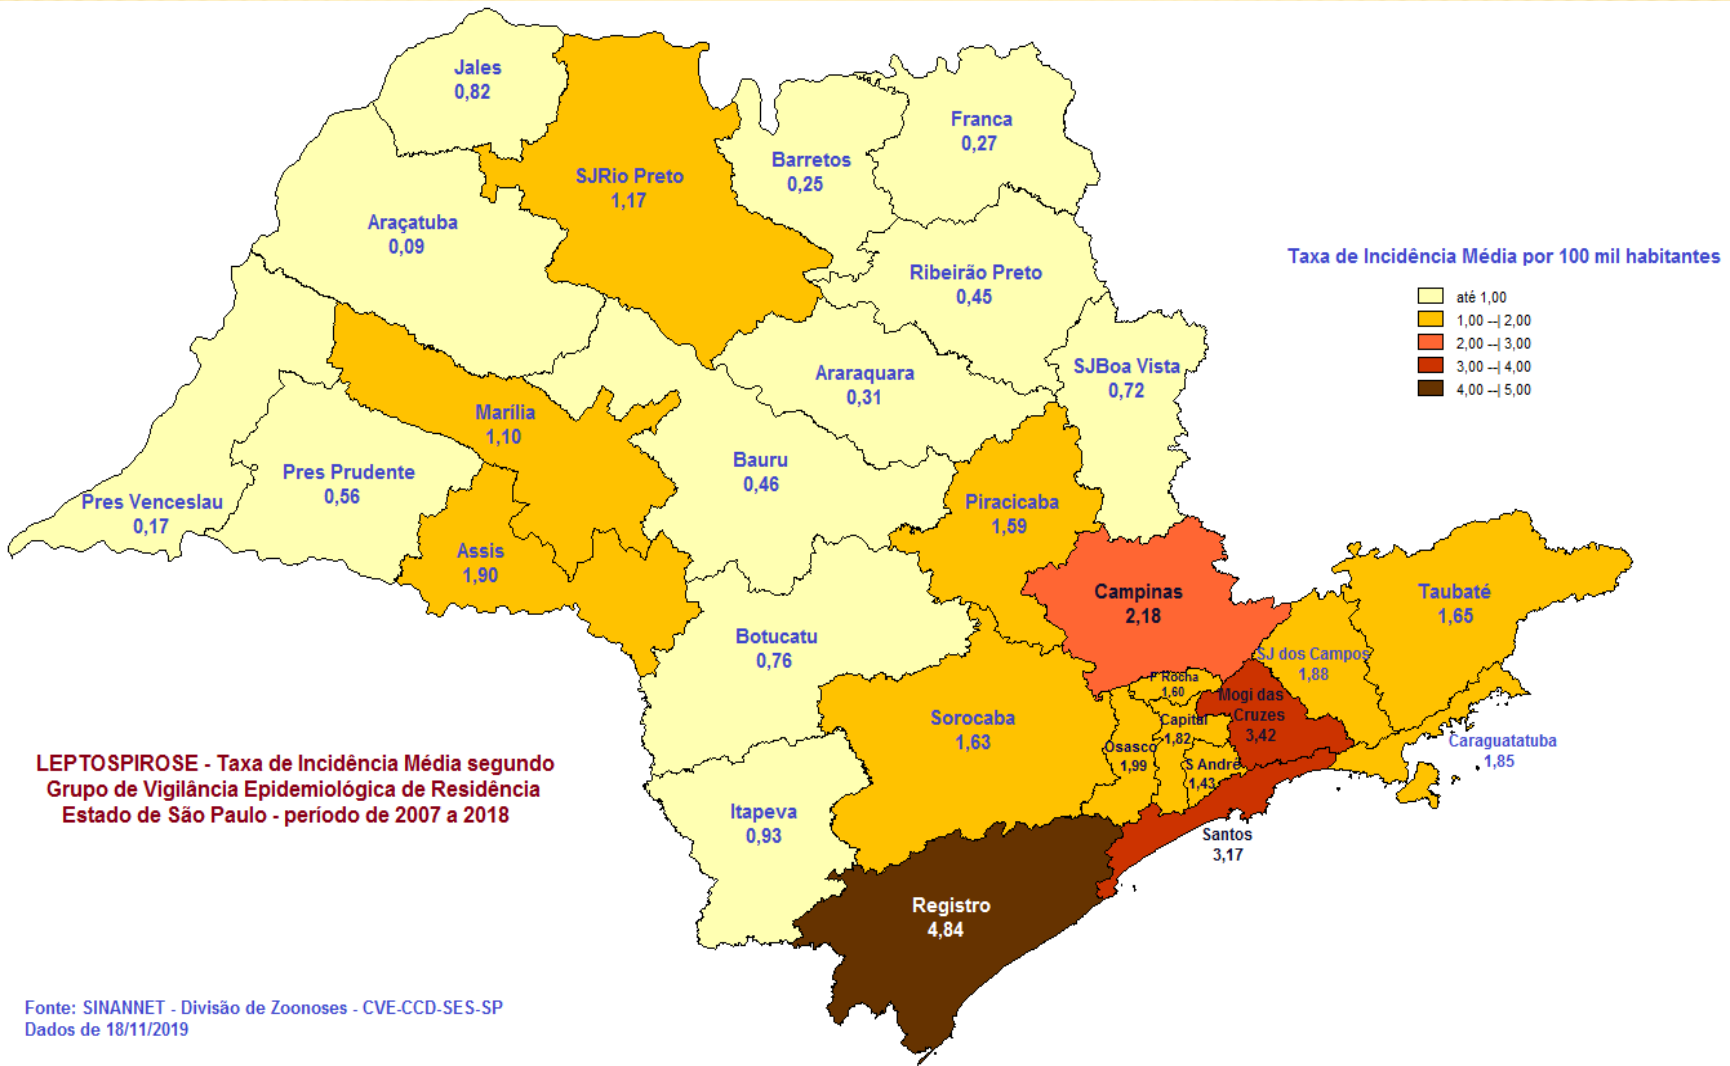 Jales
0,82
SJRio Preto
1,17
Barretos
0,25
Franca
0,27
Araçatuba
0,09
Ribeirão Preto
0,45
Taxa de Incidência Média por 100 mil habitantes
até 1,00
1,00 --| 2,00
2,00 --| 3,00
3,00 --| 4,00
4,00 --| 5,00
Araraquara
0,31
SJBoa Vista
0,72
Marília
1,10
Pres Prudente
0,56
Pres Venceslau
0,17
Bauru
0,46
Piracicaba
1,59
Assis
1,90
Campinas
2,18
Taubaté
1,65
Botucatu
0,76
SJ dos Campos
1,88
F Rocha
1,60
Mogi das
Cruzes
3,42
Sorocaba
1,63
Capital
1,82
Osasco
1,99
S André
1,43
Caraguatatuba
1,85
LEPTOSPIROSE - Taxa de Incidência Média segundo
Grupo de Vigilância Epidemiológica de Residência
Estado de São Paulo - período de 2007 a 2018
Itapeva
0,93
Santos
3,17
Registro
4,84
Fonte: SINANNET - Divisão de Zoonoses - CVE-CCD-SES-SP
Dados de 18/11/2019